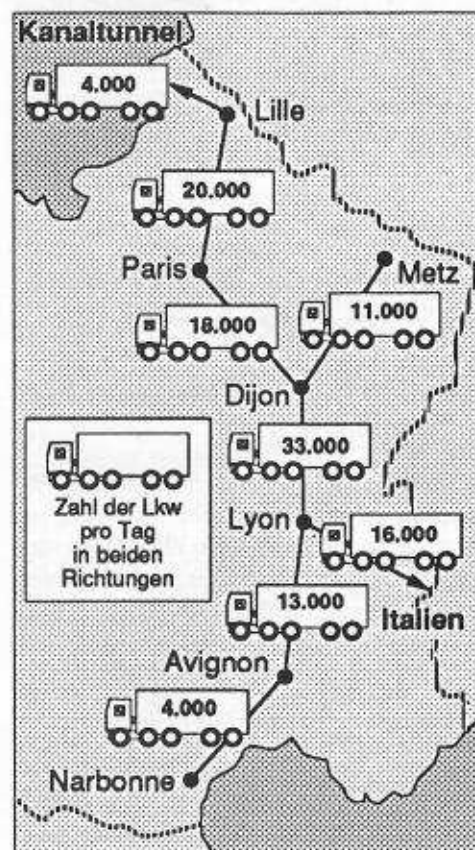 Kanaltunnel
4.000
Lille
20.000
Paris
Metz
18.000
11.000
Dijon
33.000
Zahl der Lkw
pro Tag
in beiden
Richtungen
Lyon
16.000
13.000
Italien
Avignon
4.000
Narbonne